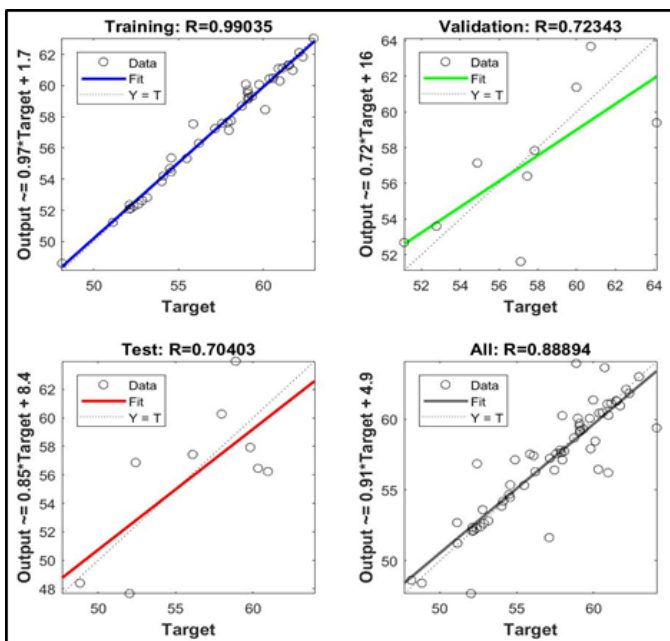 Training: R=0.99035
Output ~= 0.97*Target + 1.7
62
60
58
56
54
52
50
Data
Fit
Y = T
50
55
60
Target
Validation: R=0.72343
Output ~= 0.72*Target + 16
64
62
60
58
56
54
52
Data
Fit
Y = T
52
54
56
58
60
62
64
Target
Test: R=0.70403
Output ~= 0.85*Target + 8.4
62
60
58
56
54
52
50
48
Data
Fit
Y = T
50
55
60
Target
All: R=0.88894
Output ~= 0.91*Target + 4.9
60
55
50
Data
Fit
Y = T
50
55
60
Target